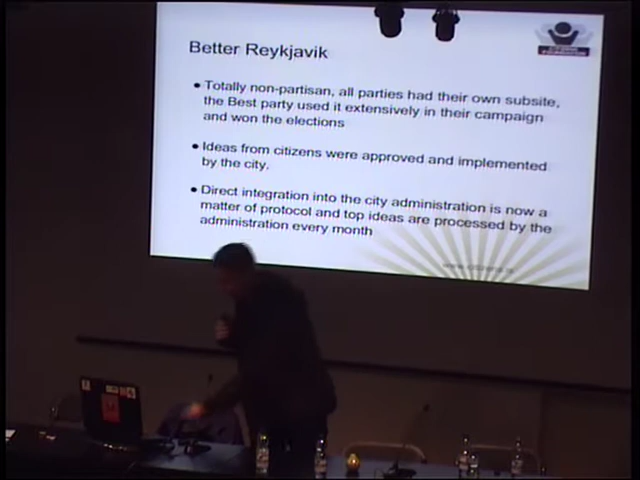 Better Reykjavik
• Totally non-partisan, all parties had their own subsite,
the Best party used it extensively in their campaign
and won the elections
• Ideas from citizens were approved and implemented
by the city.
• Direct integration into the city administration is now a
matter of protocol and top ideas are processed by the
administration every month